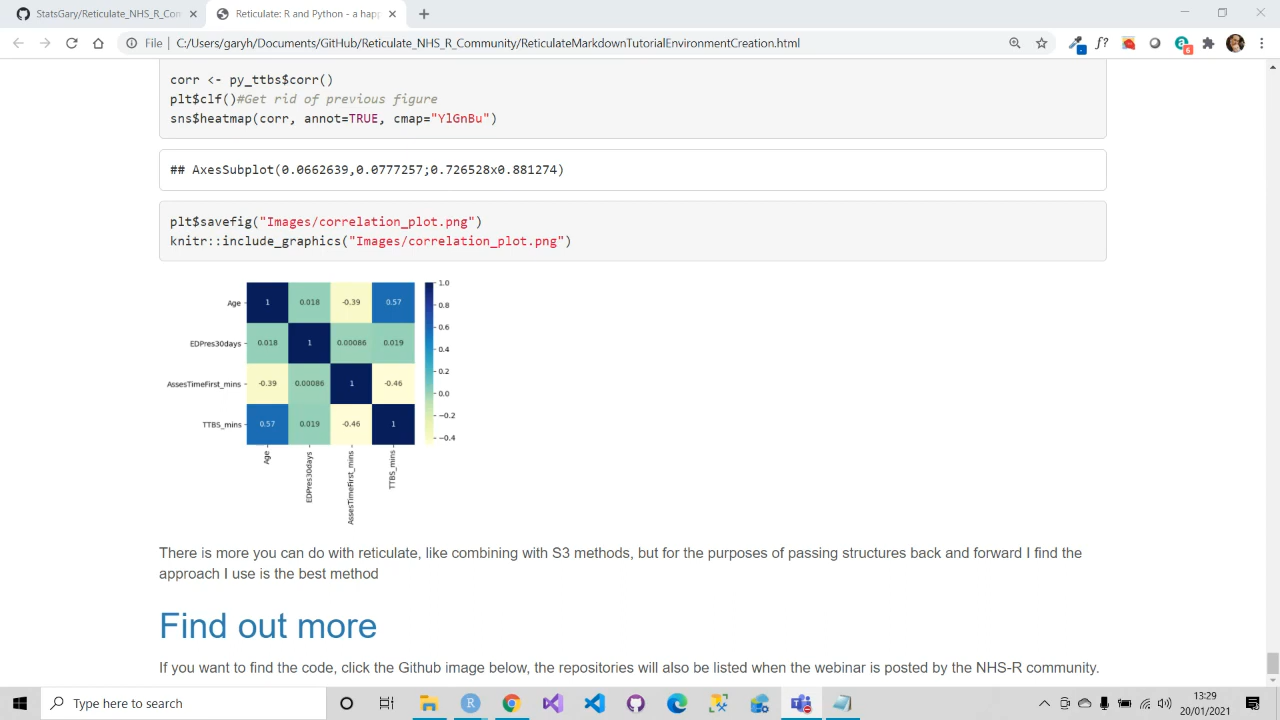 StatsGary/Reticulate_NHS_R_Com
Reticulate: R and Python - a hap
File
C:/Users/garyh/Documents/GitHub/Reticulate_NHS_R_Community/ReticulateMarkdownTutorialEnvironmentCreation.html
corr <- py_ttbs$corr()
plt$clf()#Get rid of previous figure
sns$heatmap(corr, annot=TRUE, cmap="YlGnBu")
## AxesSubplot(0.0662639,0.0777257;0.726528x0.881274)
plt$savefig("Images/correlation_plot.png")
knitr::include_graphics("Images/correlation_plot.png")
Age 1 0.018 -0.39 0.57
EDPres30days 0.018 1 0.00086 0.019
AssesTimeFirst_mins -0.39 0.00086 1 -0.46
TTBS_mins 0.57 0.019 -0.46 1
1.0
0.8
0.6
0.4
0.2
0.0
−0.2
−0.4
Age
EDPres30days
AssesTimeFirst_mins
TTBS_mins
There is more you can do with reticulate, like combining with S3 methods, but for the purposes of passing structures back and forward I find the
approach I use is the best method
Find out more
If you want to find the code, click the Github image below, the repositories will also be listed when the webinar is posted by the NHS-R community.
Type here to search
13:29
20/01/2021